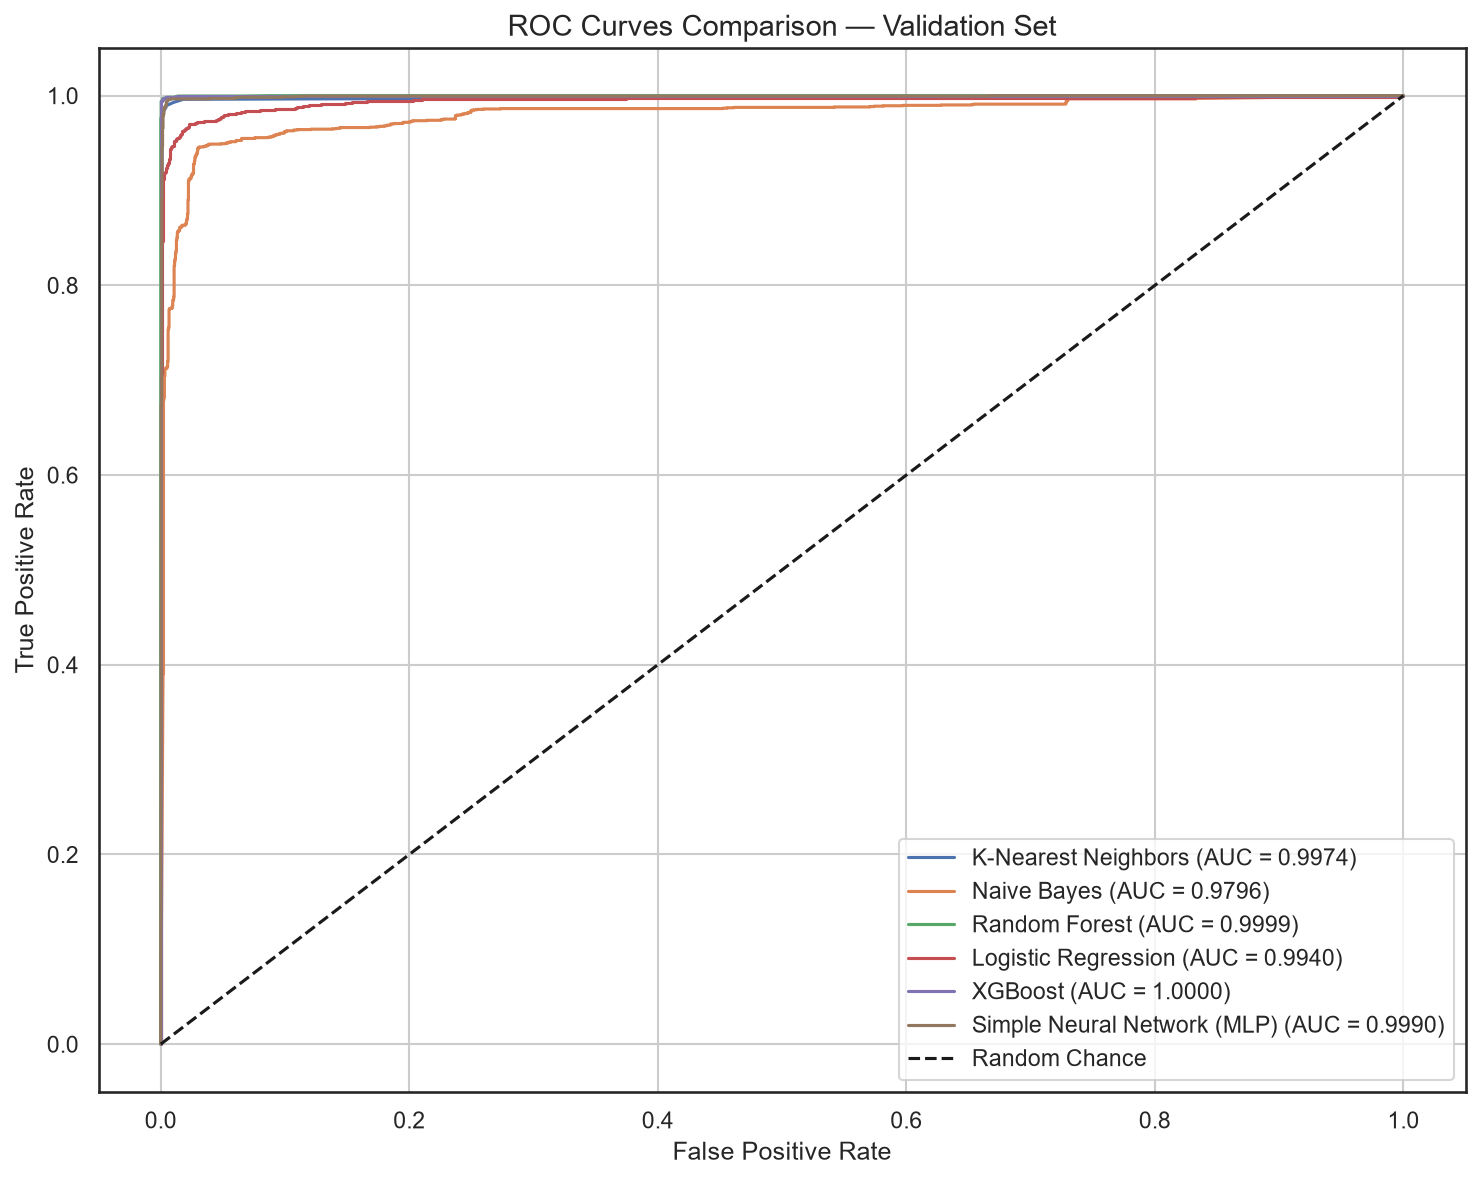 ROC Curves Comparison — Validation Set
1.0
0.8
0.6
0.4
0.2
0.0
True Positive Rate
K-Nearest Neighbors (AUC = 0.9974)
Naive Bayes (AUC = 0.9796)
Random Forest (AUC = 0.9999)
Logistic Regression (AUC = 0.9940)
XGBoost (AUC = 1.0000)
Simple Neural Network (MLP) (AUC = 0.9990)
Random Chance
0.0 0.2 0.4 0.6 0.8 1.0
False Positive Rate